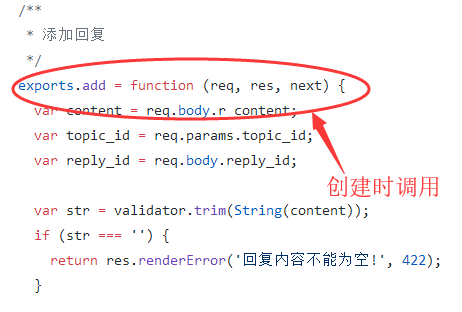 /**
* 添加回复
*/
exports.add = function (req, res, next) {
var content = req.body.r_content;
var topic_id = req.params.topic_id;
var reply_id = req.body.reply_id;
创建时调用
var str = validator.trim(String(content));
if (str === '') {
return res.renderError('回复内容不能为空!', 422);
}